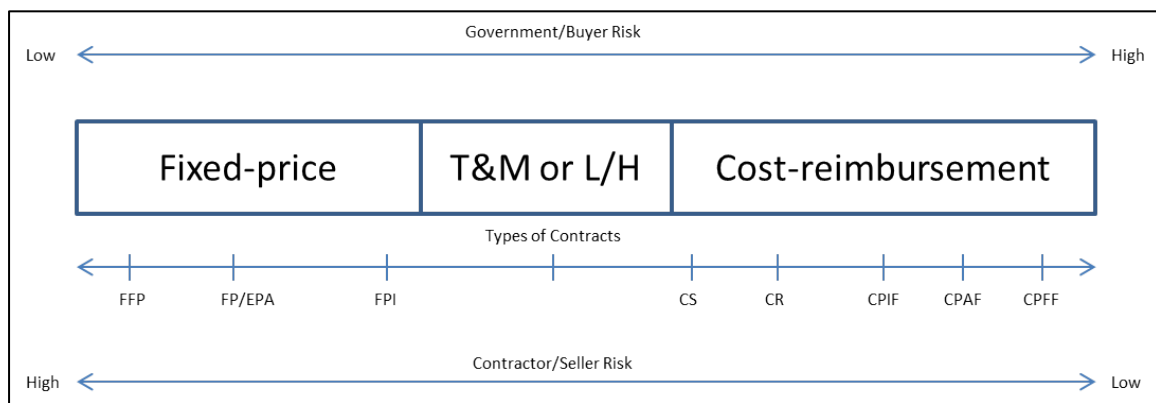 Government/Buyer Risk
Low High
Fixed-price T&M or L/H Cost-reimbursement
Types of Contracts
FFP FP/EPA FPI CS CR CPIF CPAF CPFF
Contractor/Seller Risk
High Low